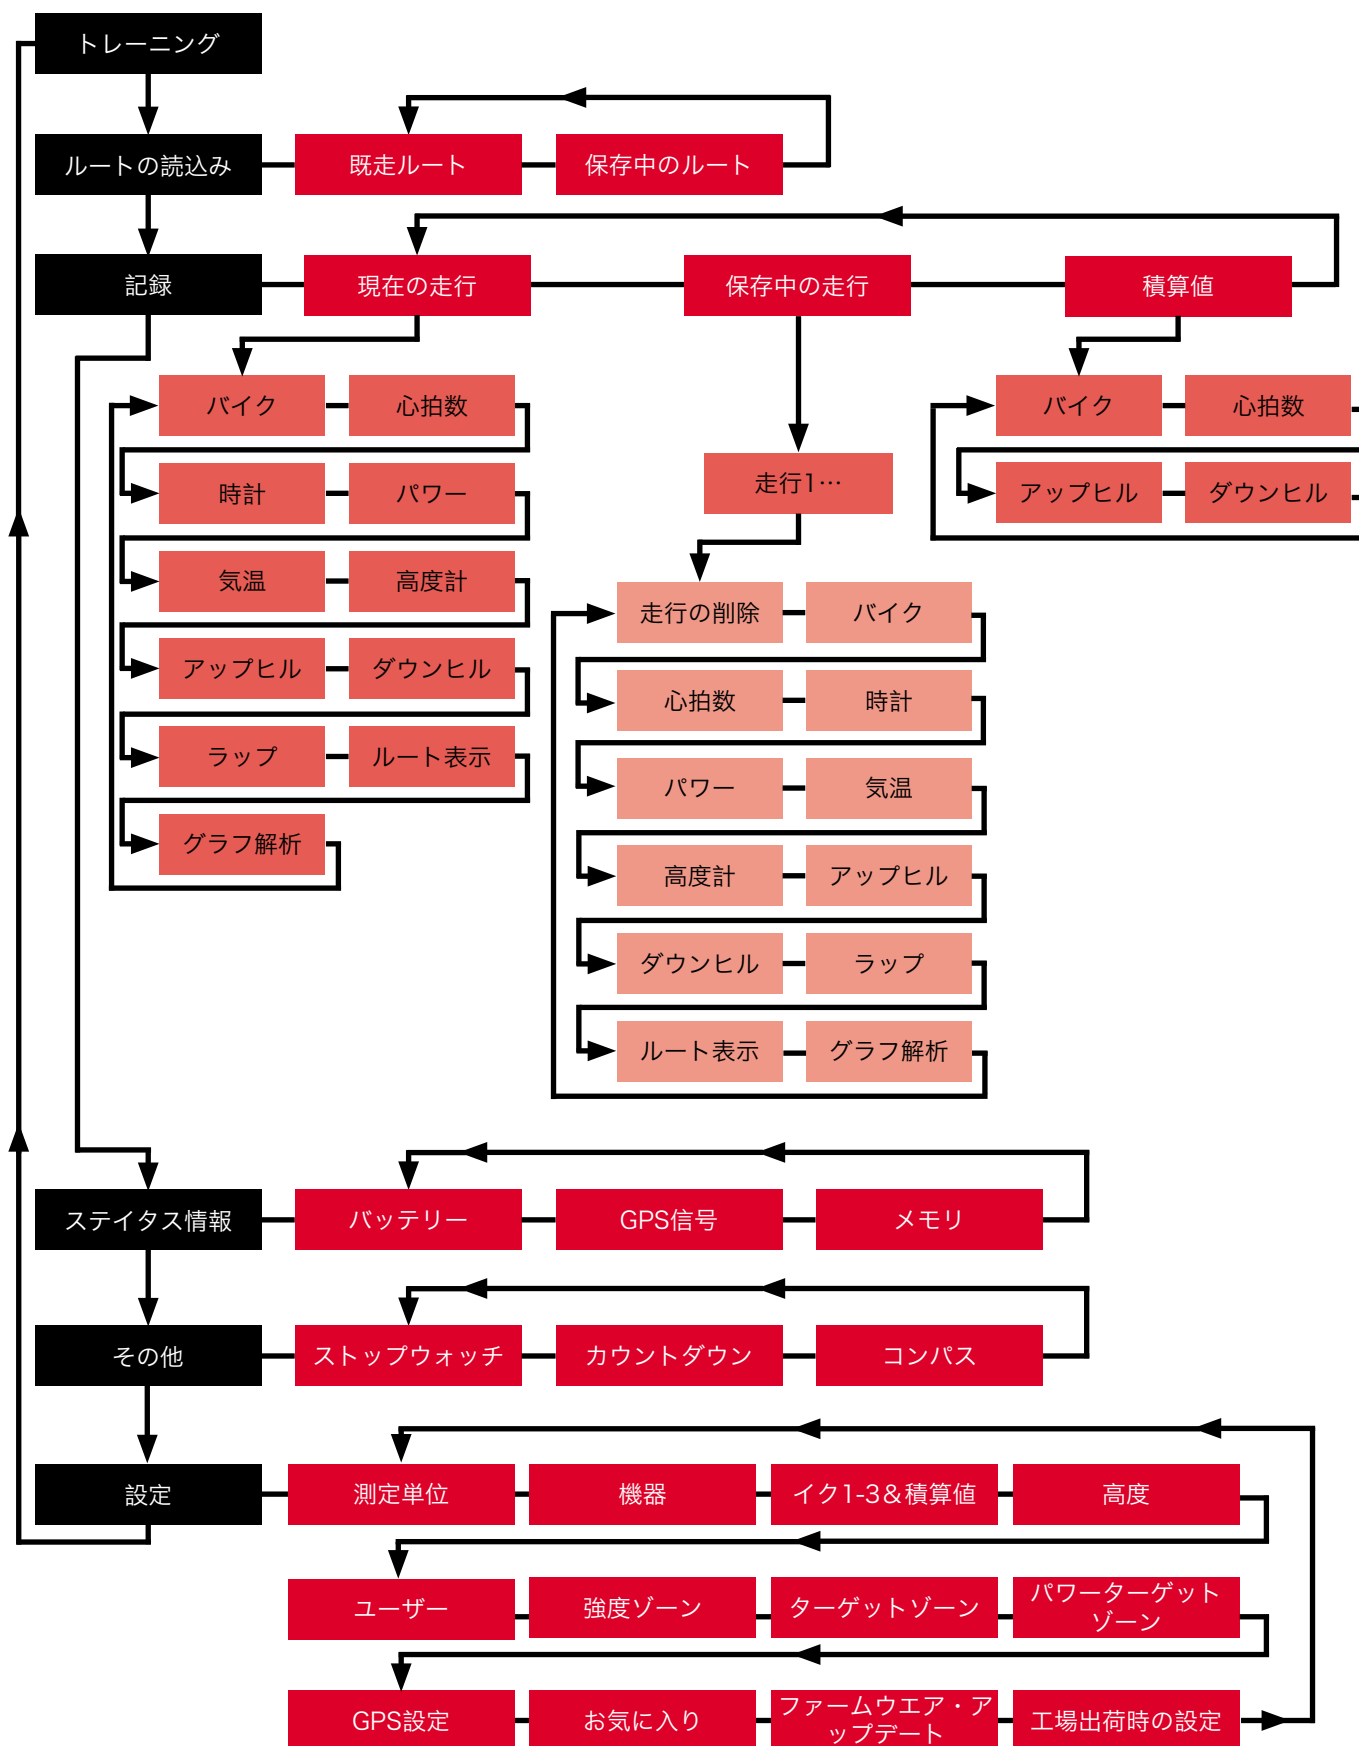 トレーニング
ルートの読込み
既走ルート
保存中のルート
記録
現在の走行
保存中の走行
積算値
バイク
心拍数
時計
パワー
気温
高度計
アップヒル
ダウンヒル
ラップ
ルート表示
グラフ解析
走行1…
走行の削除
バイク
心拍数
時計
パワー
気温
高度計
アップヒル
ダウンヒル
ラップ
ルート表示
グラフ解析
バイク
心拍数
アップヒル
ダウンヒル
ステイタス情報
バッテリー
GPS信号
メモリ
その他
ストップウォッチ
カウントダウン
コンパス
設定
測定単位
機器
イク1-3＆積算値
高度
ユーザー
強度ゾーン
ターゲットゾーン
パワーターゲット
ゾーン
GPS設定
お気に入り
ファームウエア・ア
ップデート
工場出荷時の設定